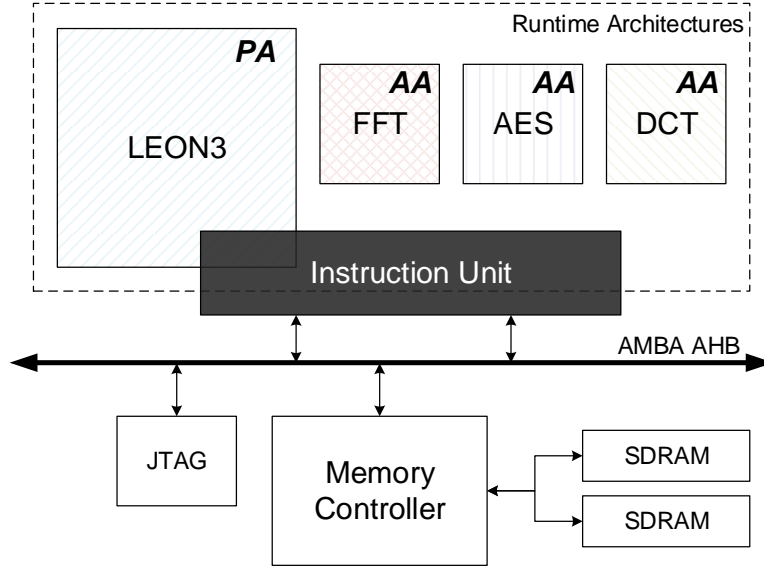 Runtime Architectures
PA
LEON3
AA
FFT
AA
AES
AA
DCT
Instruction Unit
AMBA AHB
JTAG
Memory
Controller
SDRAM
SDRAM